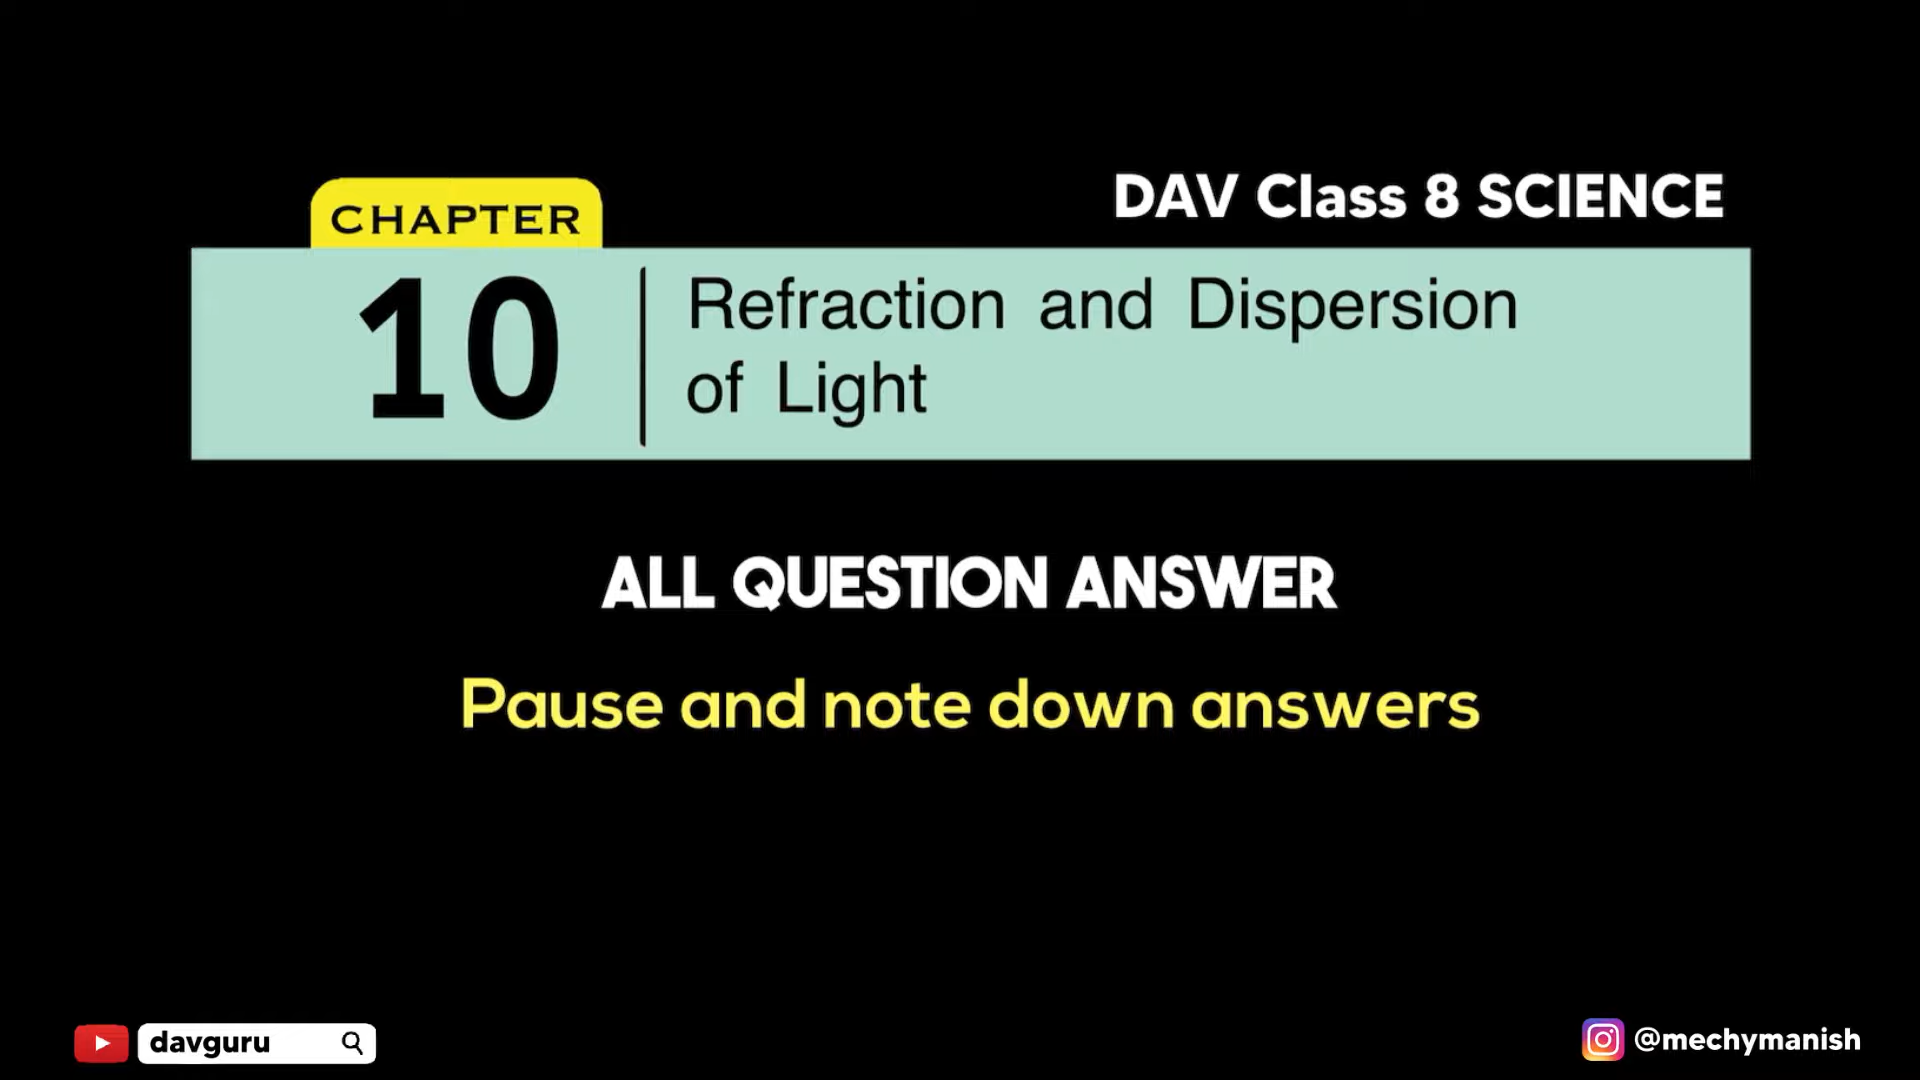 DAV Class 8 SCIENCE
CHAPTER
10
Refraction and Dispersion
of Light
ALL QUESTION ANSWER
Pause and note down answers
davguru
@mechymanish